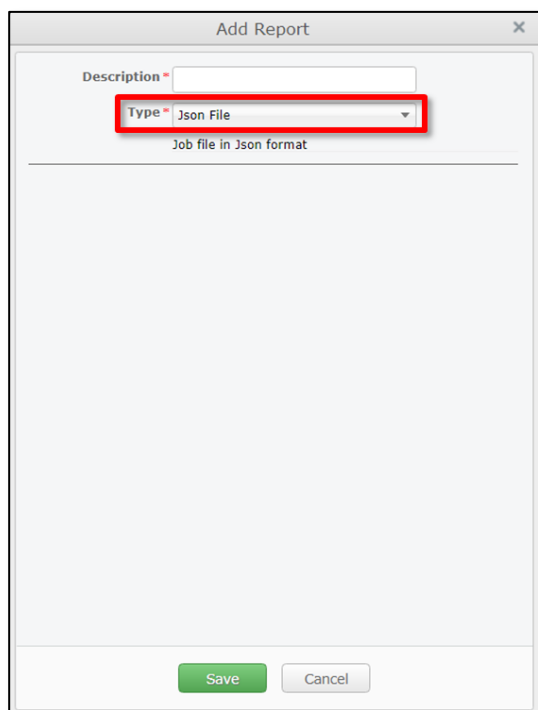 Add Report ×
Description *
Type * Json File
Job file in Json format
Save Cancel